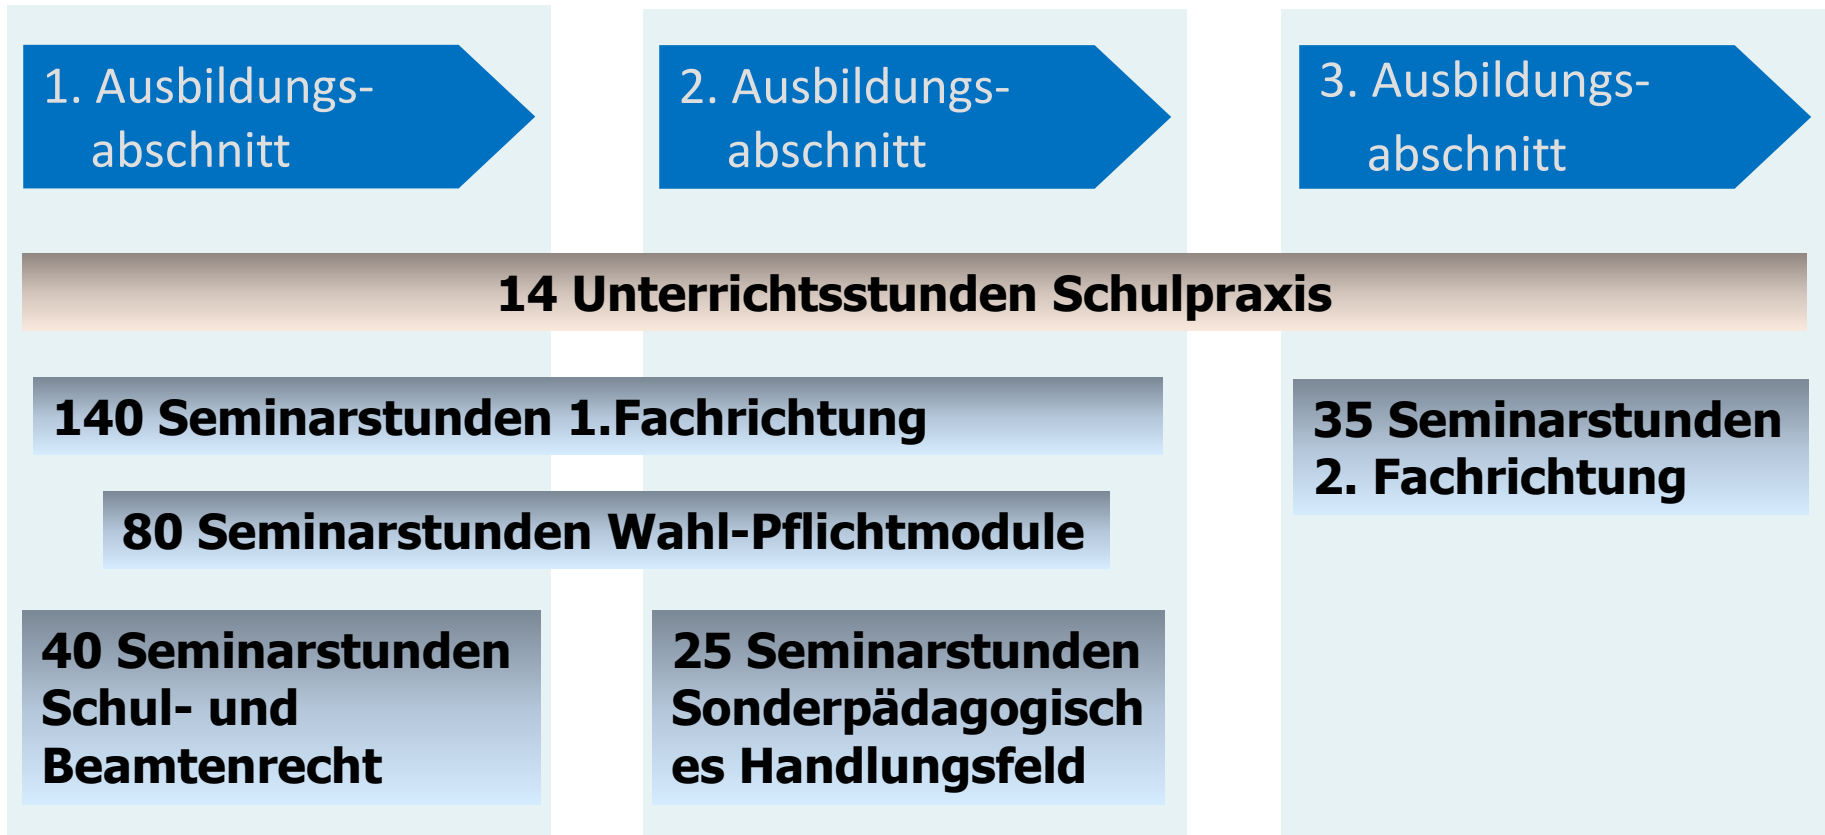 1. Ausbildungs-
abschnitt
2. Ausbildungs-
abschnitt
3. Ausbildungs-
abschnitt
14 Unterrichtsstunden Schulpraxis
140 Seminarstunden 1.Fachrichtung
35 Seminarstunden
2. Fachrichtung
80 Seminarstunden Wahl-Pflichtmodule
40 Seminarstunden
Schul- und
Beamtenrecht
25 Seminarstunden
Sonderpädagogisch
es Handlungsfeld